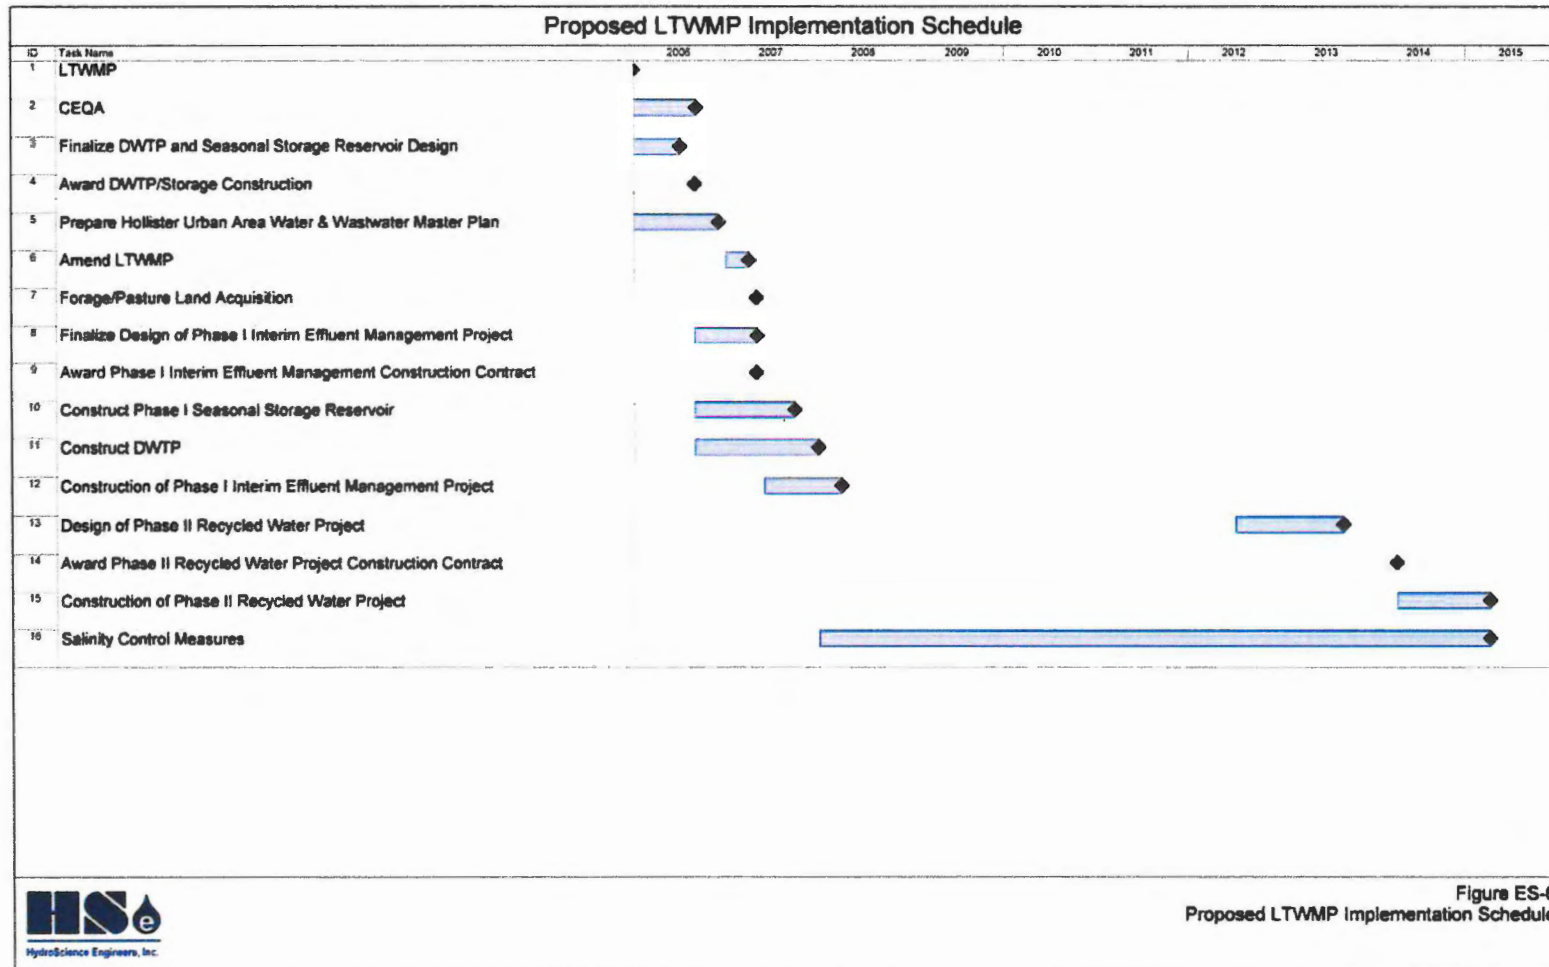 Proposed LTWMP Implementation Schedule
ID Task Name 2006 2007 2008 2009 2010 2011 2012 2013 2014 2015
1 LTWMP
2 CEQA
3 Finalize DWTP and Seasonal Storage Reservoir Design
4 Award DWTP/Storage Construction
5 Prepare Hollister Urban Area Water & Wastwater Master Plan
6 Amend LTWMP
7 Forage/Pasture Land Acquisition
8 Finalize Design of Phase I Interim Effluent Management Project
9 Award Phase I Interim Effluent Management Construction Contract
10 Construct Phase I Seasonal Storage Reservoir
11 Construct DWTP
12 Construction of Phase I Interim Effluent Management Project
13 Design of Phase II Recycled Water Project
14 Award Phase II Recycled Water Project Construction Contract
15 Construction of Phase II Recycled Water Project
16 Salinity Control Measures
HSe
HydroScience Engineers, Inc.
Figure
Proposed LTWMP Implementation Schedule